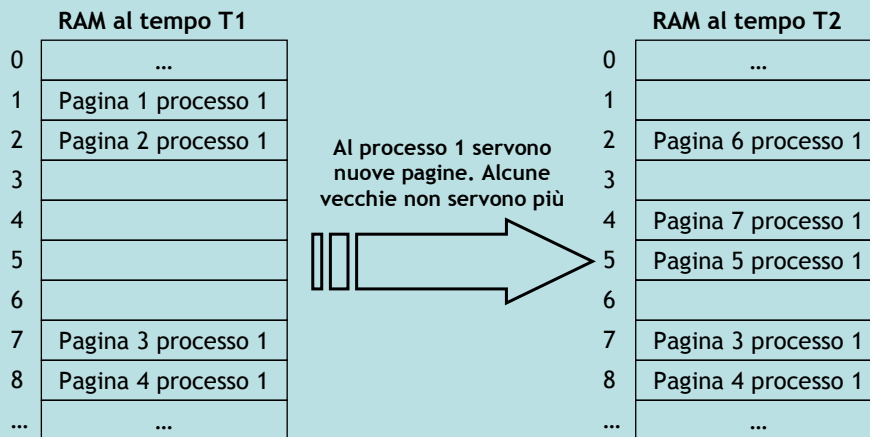 RAM al tempo T1
0 …
1 Pagina 1 processo 1
2 Pagina 2 processo 1
3
4
5
6
7 Pagina 3 processo 1
8 Pagina 4 processo 1
… …
Al processo 1 servono
nuove pagine. Alcune
vecchie non servono più
RAM al tempo T2
0 …
1
2 Pagina 6 processo 1
3
4 Pagina 7 processo 1
5 Pagina 5 processo 1
6
7 Pagina 3 processo 1
8 Pagina 4 processo 1
… …